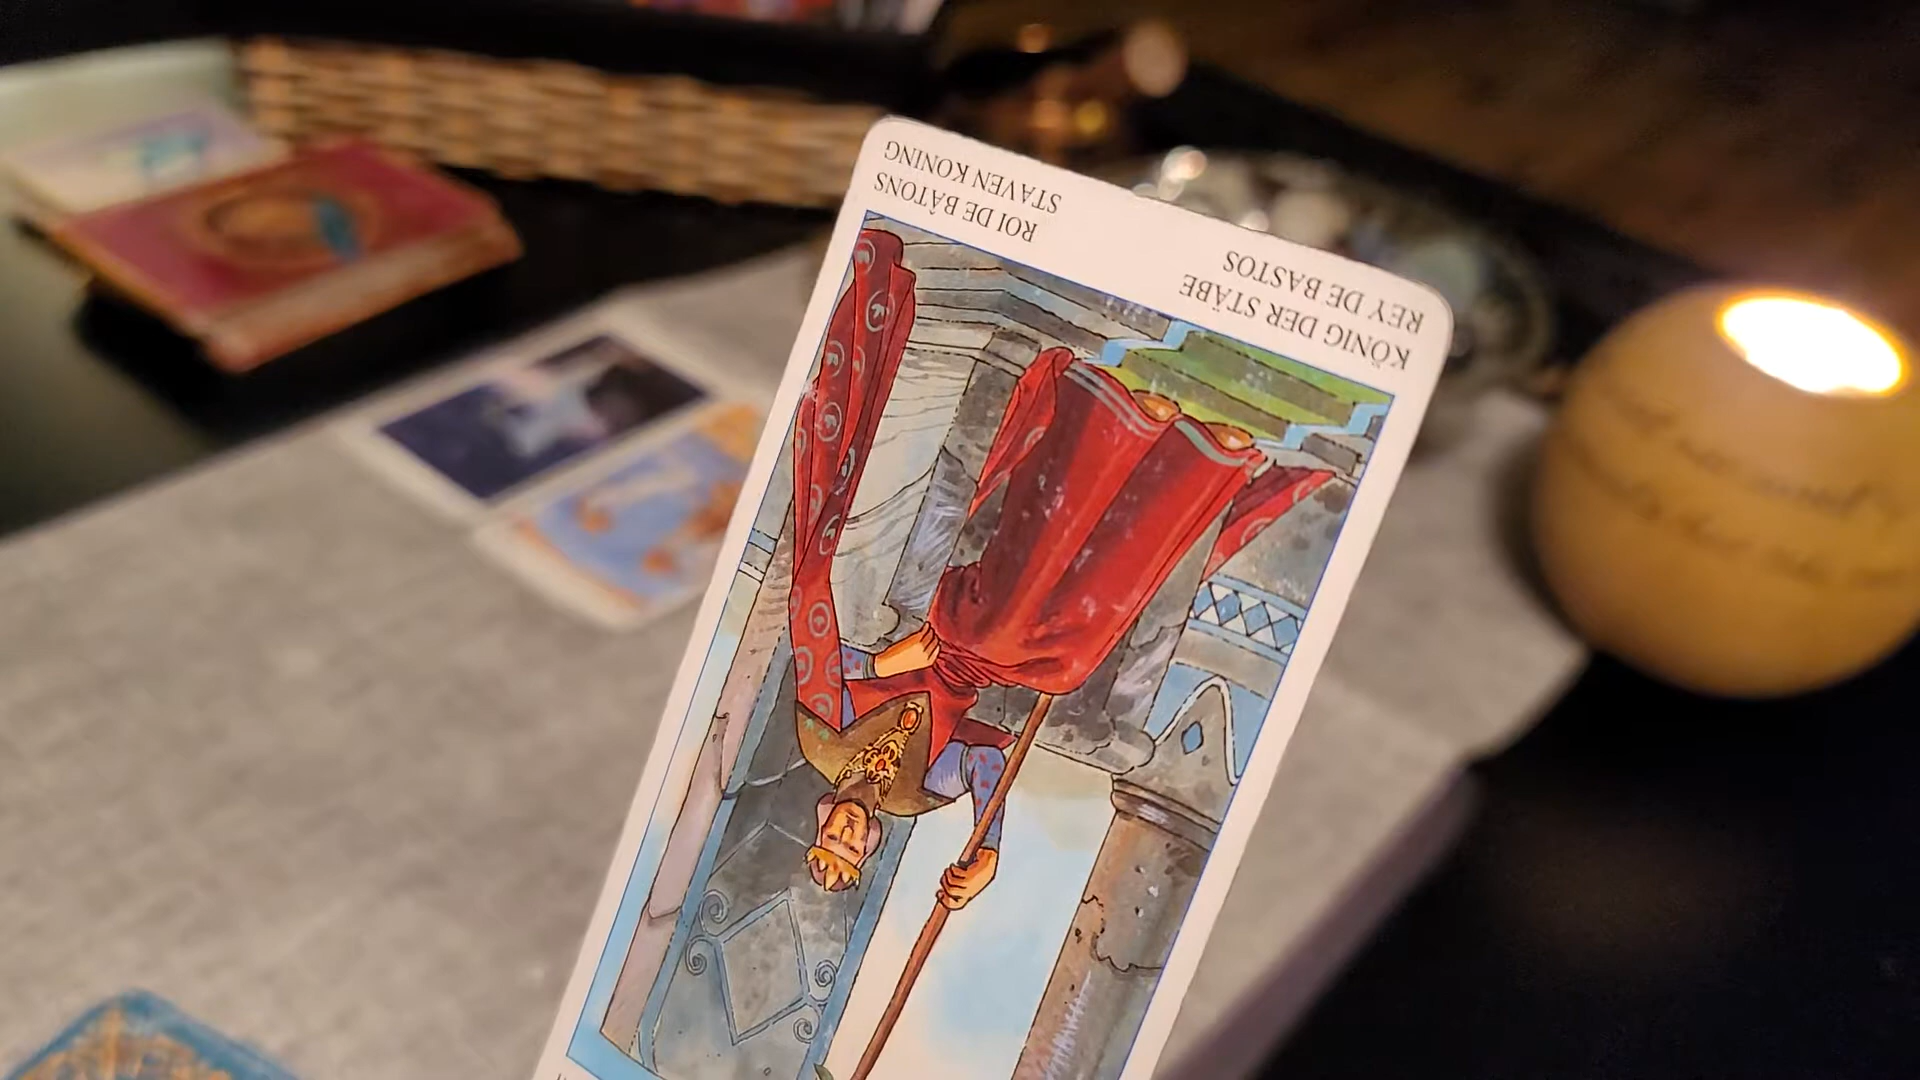 KÖNIG DER STÄBE
REY DE BASTOS
ROI DE BÂTONS
STAVEN KONING